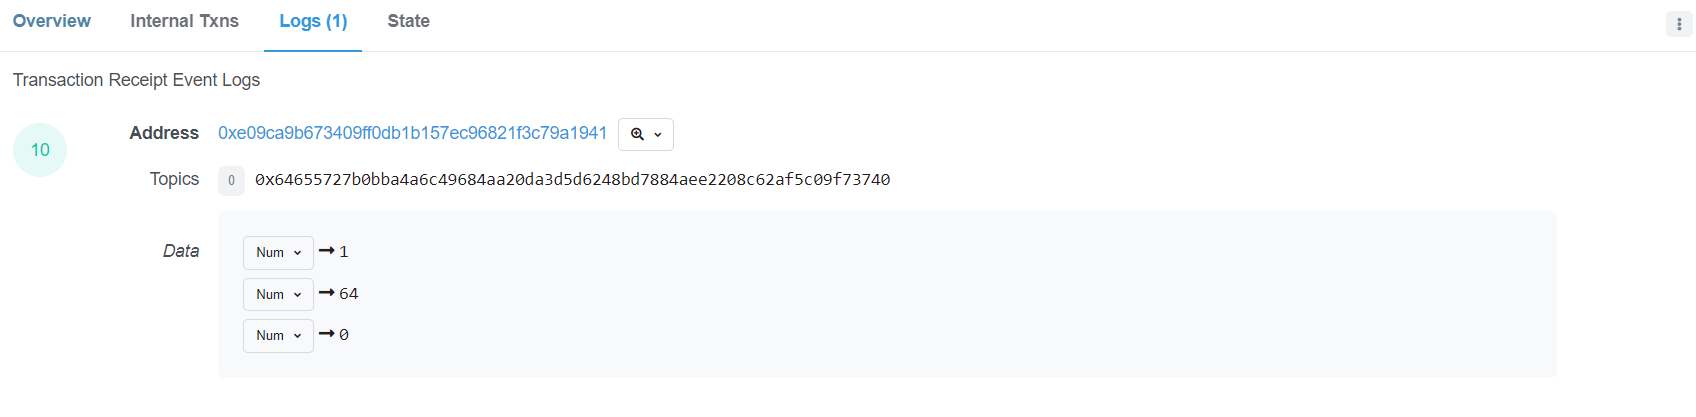 Overview Internal Txns Logs (1) State
Transaction Receipt Event Logs
10 Address 0xe09ca9b673409ff0db1b157ec96821f3c79a1941
Topics 0 0x64655727b0bba4a6c49684aa20da3d5d6248bd7884aee2208c62af5c09f73740
Data Num → 1
Num → 64
Num → 0